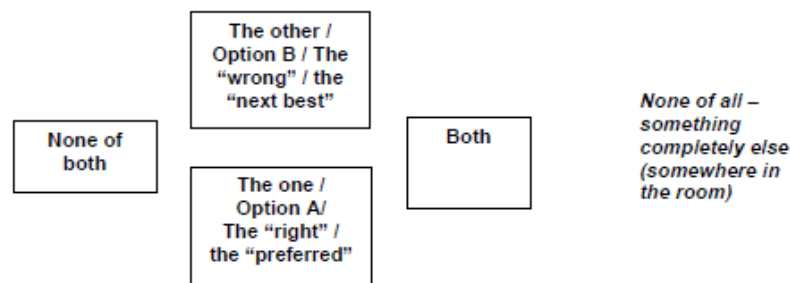 The other /
Option B / The
“wrong” / the
“next best”
None of
both
Both
The one /
Option A/
The “right” /
the “preferred”
None of all –
something
completely else
(somewhere in
the room)